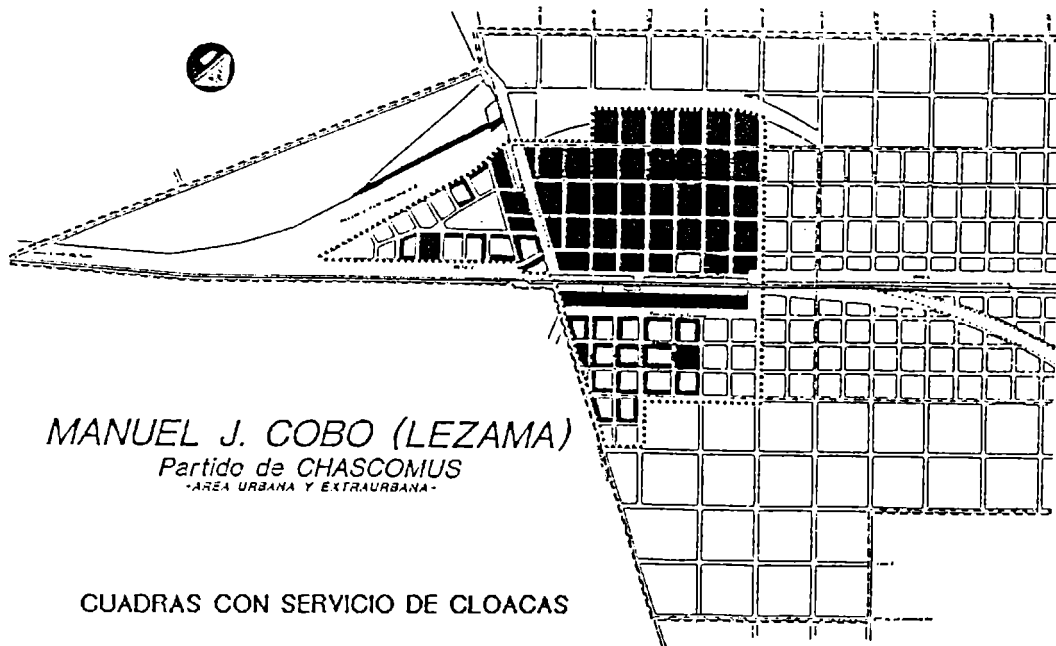 MANUEL J. COBO (LEZAMA)
Partido de CHASCOMUS
-AREA URBANA Y EXTRAURBANA-
CUADRAS CON SERVICIO DE CLOACAS